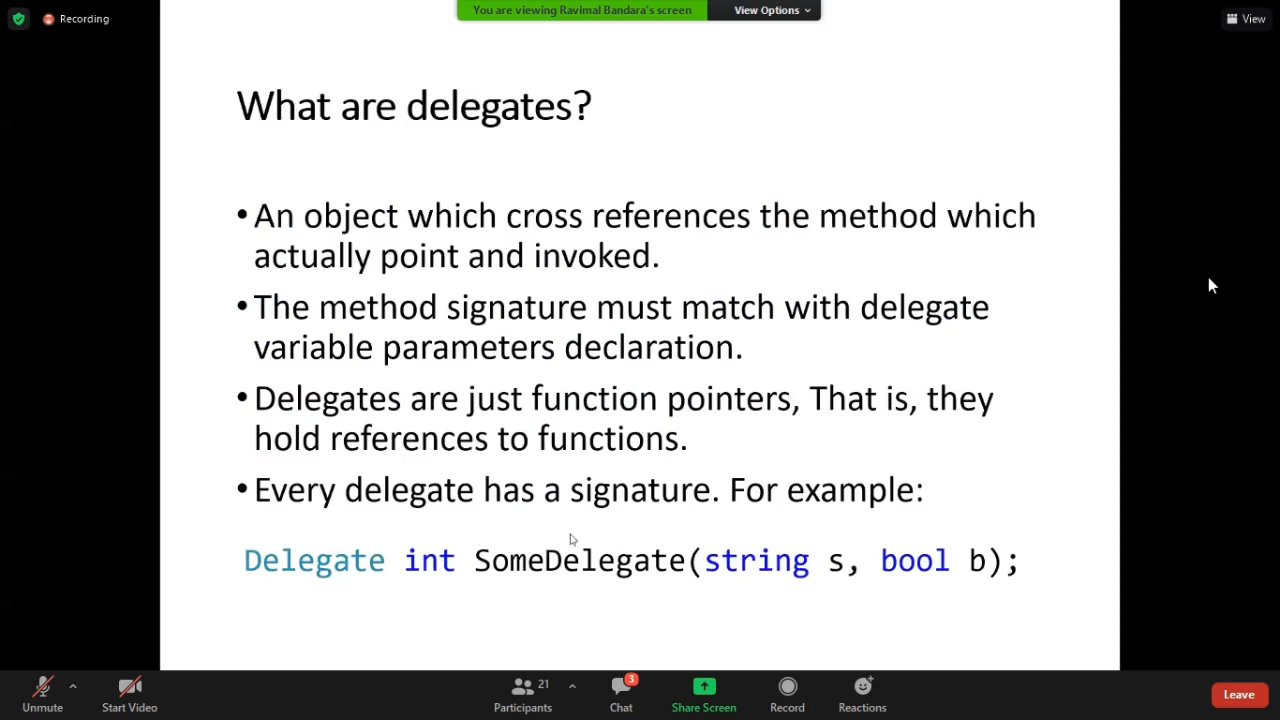 Recording
You are viewing Ravimal Bandara's screen
View Options
View
What are delegates?
•An object which cross references the method which
actually point and invoked.
•The method signature must match with delegate
variable parameters declaration.
•Delegates are just function pointers, That is, they
hold references to functions.
•Every delegate has a signature. For example:
Delegate int SomeDelegate(string s, bool b);
Unmute
Start Video
21
Participants
3
Chat
Share Screen
Record
Reactions
Leave